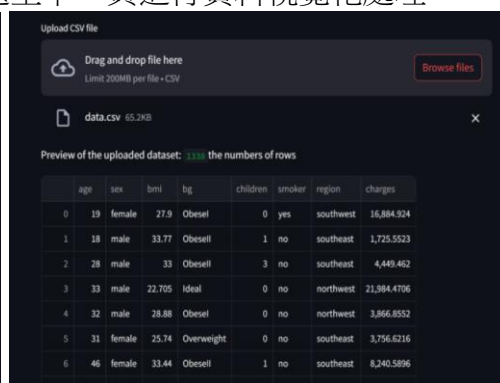 Upload CSV file
Drag and drop file here
Limit 200MB per file • CSV
Browse files
data.csv 65.2KB
Preview of the uploaded dataset: 1338 the numbers of rows
age sex bmi bg children smoker region charges
0 19 female 27.9 Obesel 0 yes southwest 16,884.924
1 18 male 33.77 Obesell 1 no southeast 1,725.5523
2 28 male 33 Obesell 3 no southeast 4,449.462
3 33 male 22.705 Ideal 0 no northwest 21,984.4706
4 32 male 28.88 Obesel 0 no northwest 3,866.8552
5 31 female 25.74 Overweight 0 no southeast 3,756.6216
6 46 female 33.44 Obesell 1 no southeast 8,240.5896